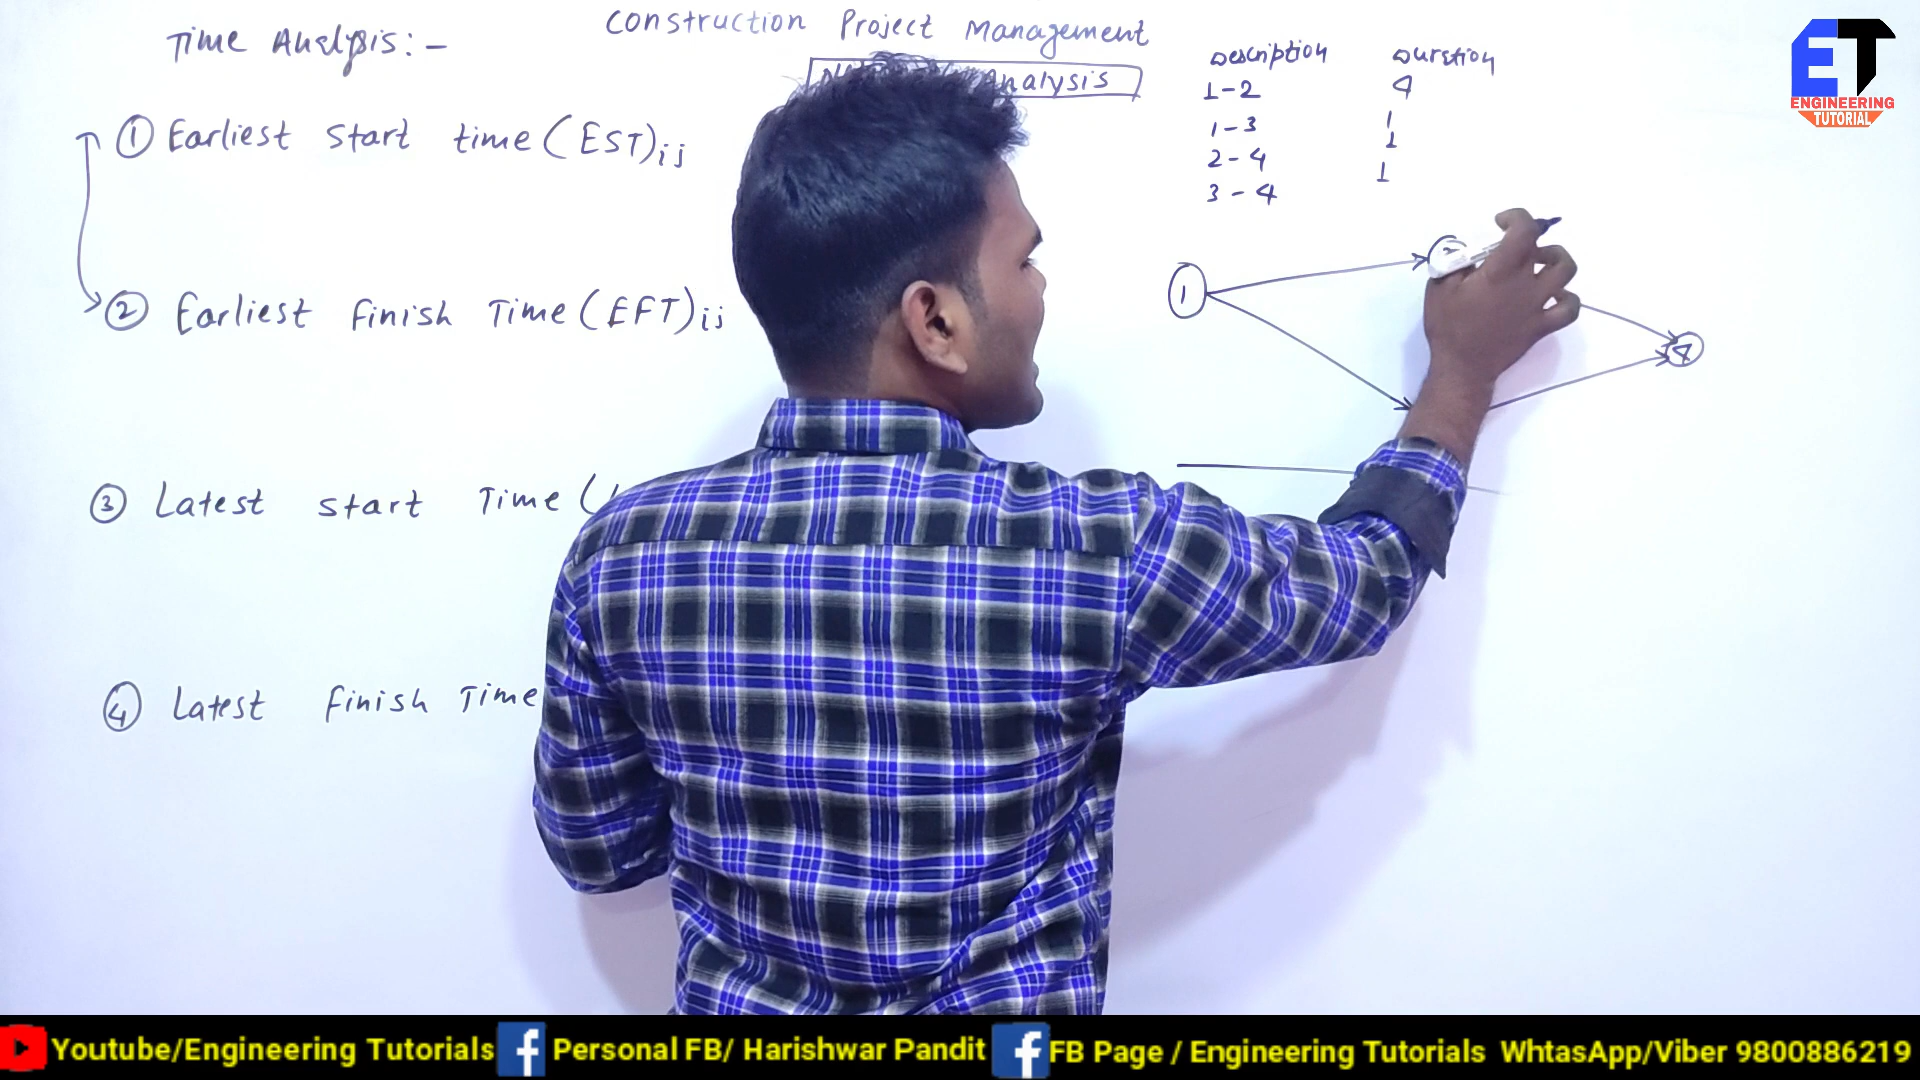 Time Analysis:-
Construction Project Management
Analysis
① Earliest start time (EST)ij
② Earliest Finish Time (EFT)ij
③ Latest start Time (
④ Latest Finish Time
Description Duration
1-2 4
1-3 1
2-4 1
3-4 1
1
2
4
ET
ENGINEERING
TUTORIAL
Youtube/Engineering Tutorials f Personal FB/ Harishwar Pandit f FB Page / Engineering Tutorials WhtasApp/Viber 9800886219